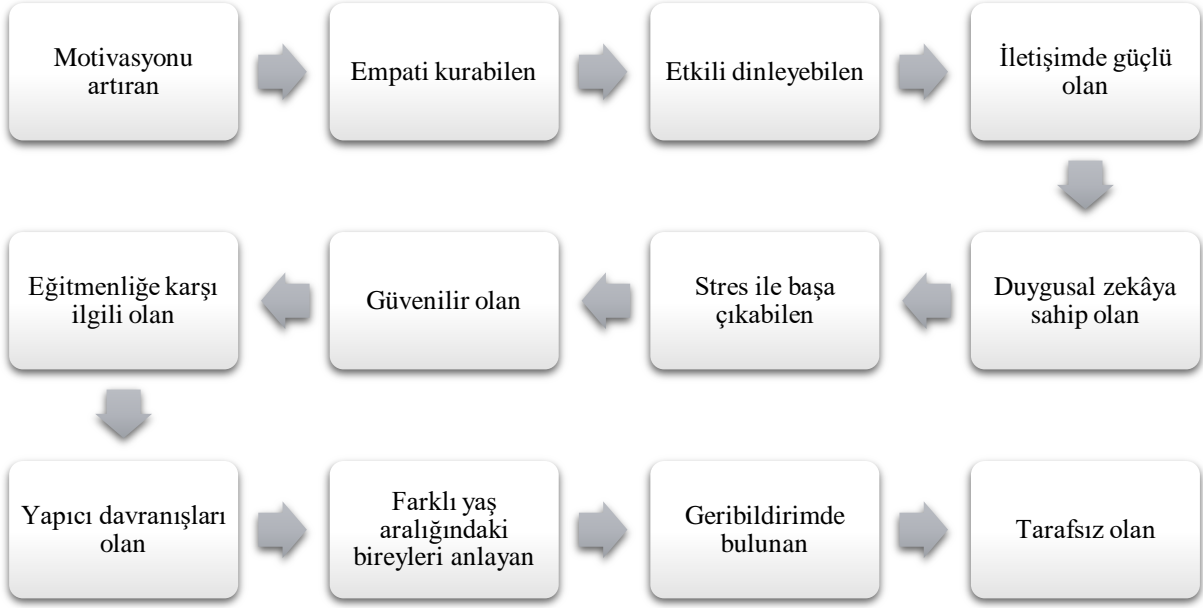 Motivasyonu
artıran
Empati kurabilen
Etkili dinleyebilen
İletişimde güçlü
olan
Duygusal zekâya
sahip olan
Stres ile başa
çıkabilen
Güvenilir olan
Eğitmenliğe karşı
ilgili olan
Yapıcı davranışları
olan
Farklı yaş
aralığındaki
bireyleri anlayan
Geribildirimde
bulunan
Tarafsız olan